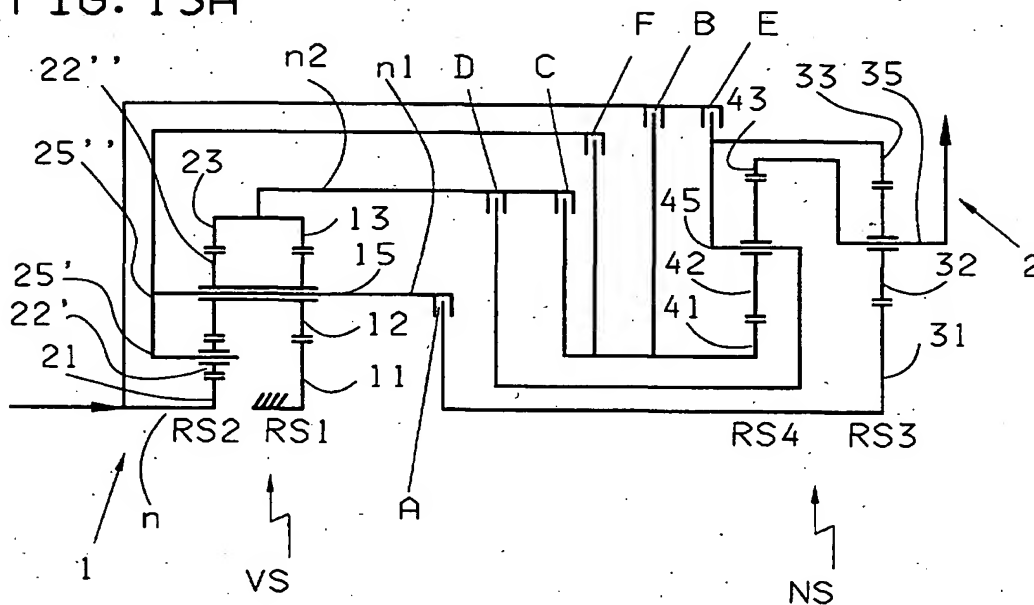 FIG. 13A
F B E
22'' n2 n1 D C 43 33 35
25'' 23 13 45
25' 15 42 32 2
22' 12 41 31
21 11
RS2 RS1 RS4 RS3
n A
1 VS NS